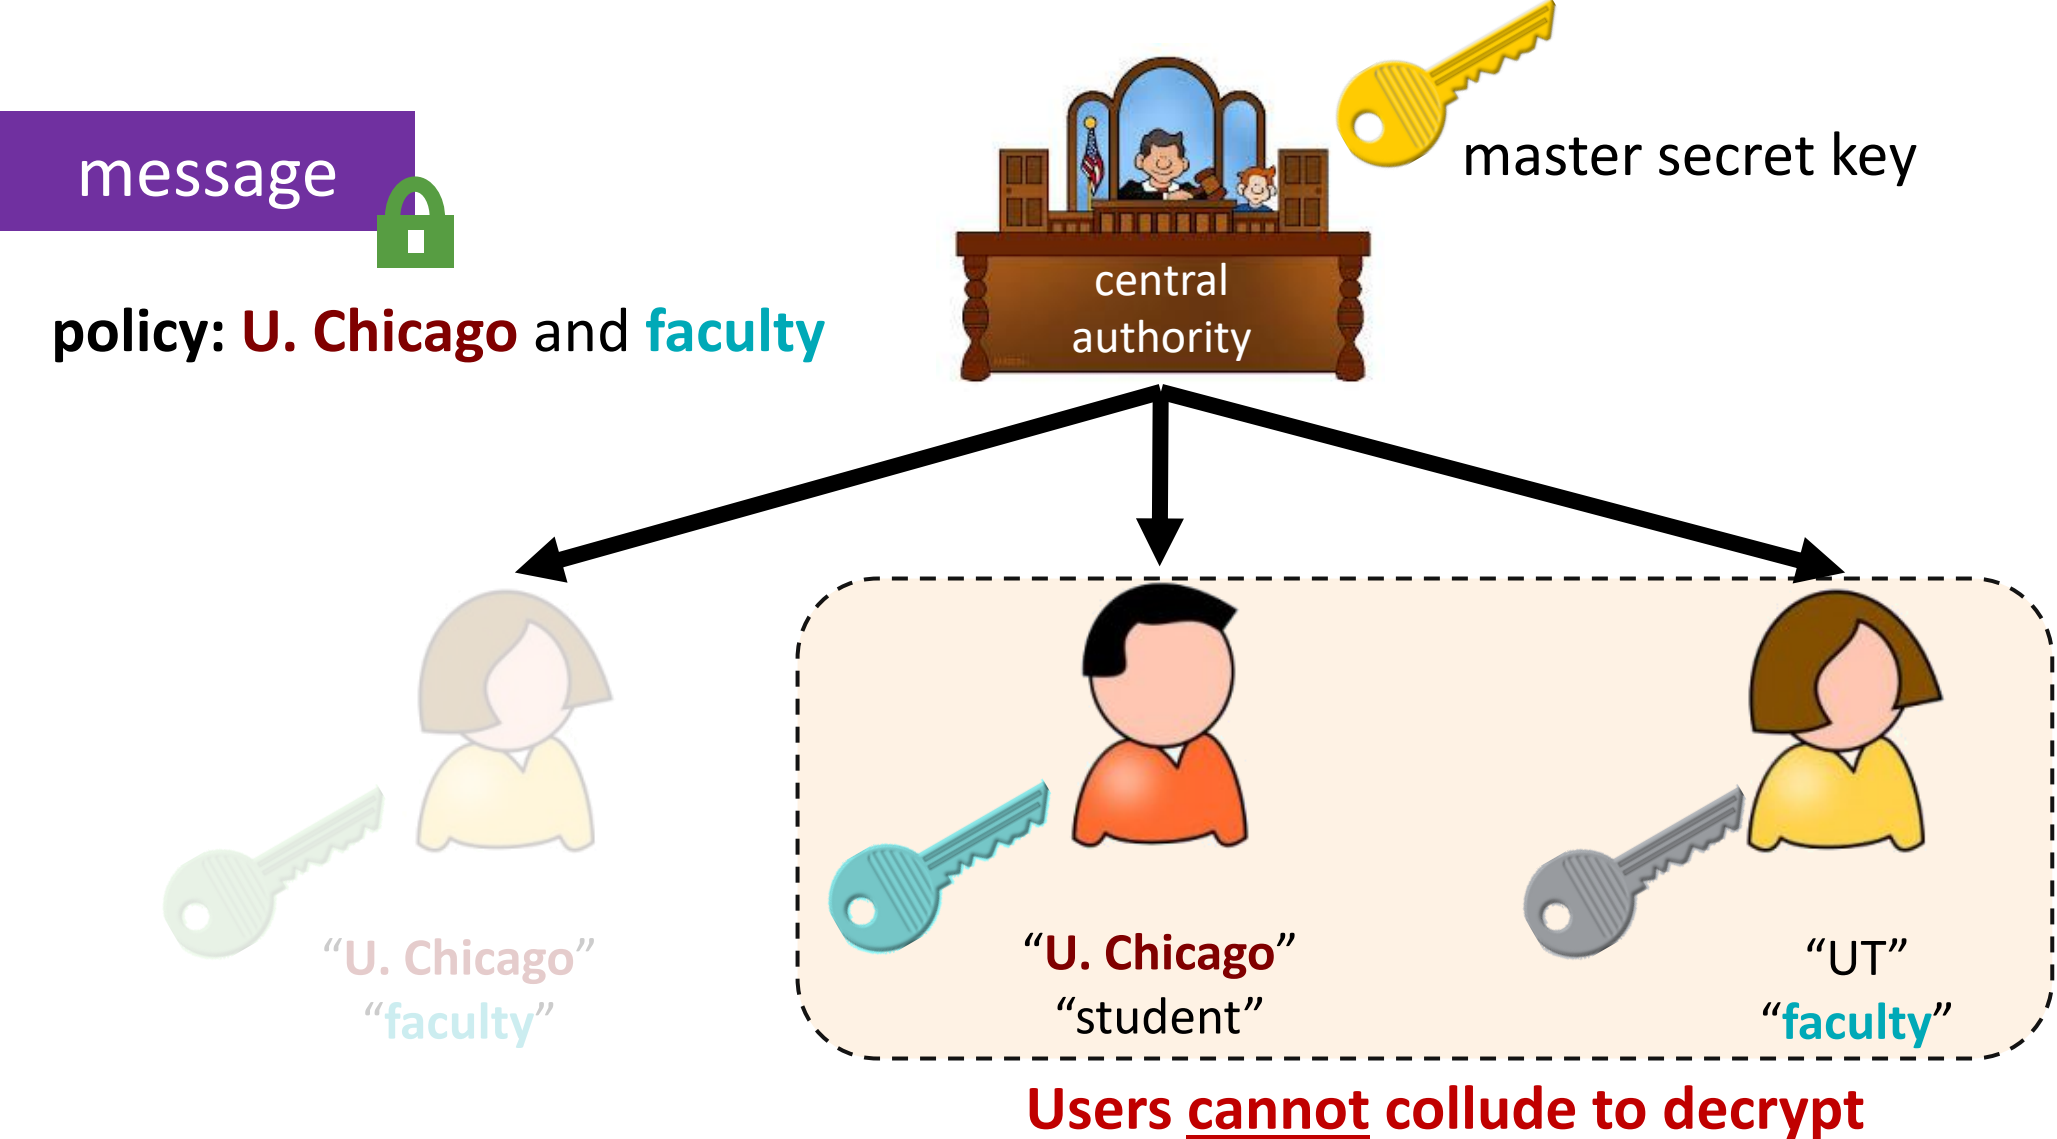 message
master secret key
central
authority
policy: U. Chicago and faculty
“U. Chicago”
“faculty”
“U. Chicago”
“student”
“UT”
“faculty”
Users cannot collude to decrypt